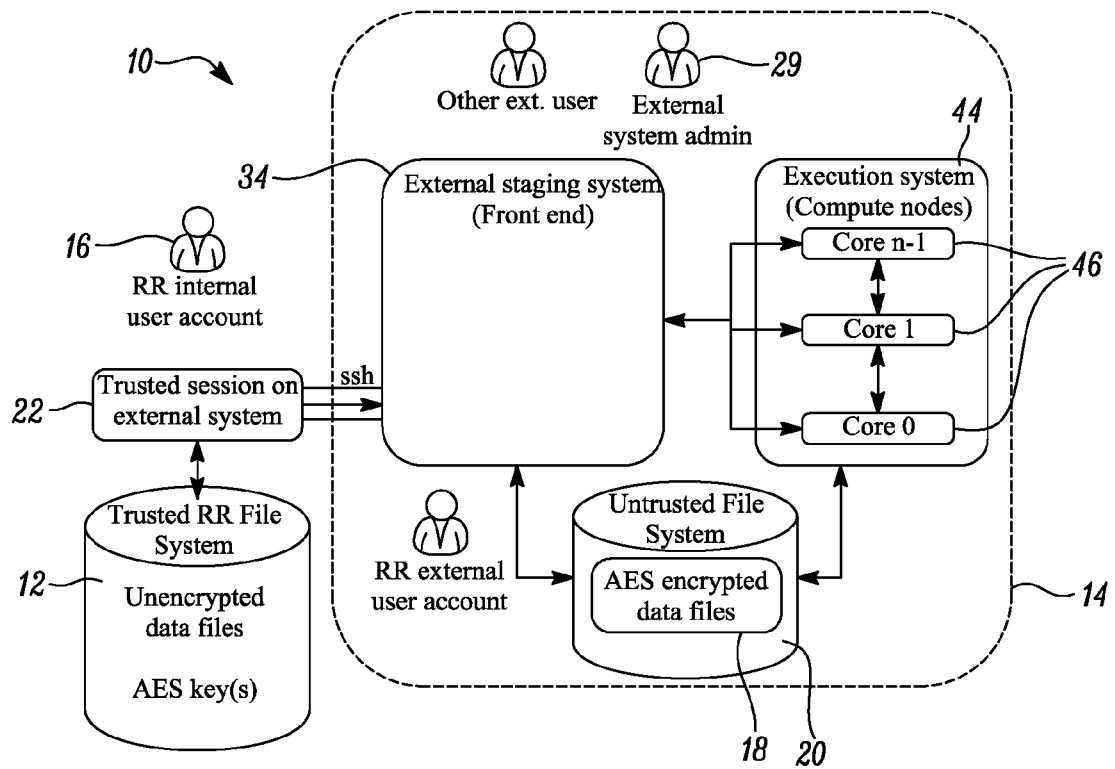 10
Other ext. user
External
system admin
29
34
External staging system
(Front end)
44
Execution system
(Compute nodes)
Core n-1
Core 1
Core 0
46
16
RR internal
user account
22
Trusted session on
external system
ssh
Trusted RR File
System
12
Unencrypted
data files
AES key(s)
RR external
user account
Untrusted File
System
AES encrypted
data files
14
18
20